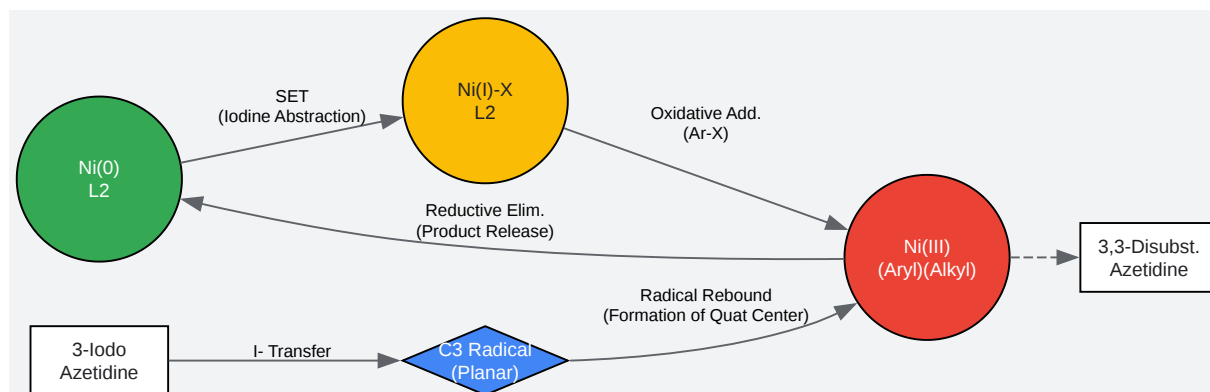 Ni(0)
L2
SET
(Iodine Abstraction)
Ni(I)-X
L2
Oxidative Add.
(Ar-X)
Reductive Elim.
(Product Release)
Ni(III)
(Aryl)(Alkyl)
3,3-Disubst.
Azetidine
3-Iodo
Azetidine
I- Transfer
C3 Radical
(Planar)
Radical Rebound
(Formation of Quat Center)